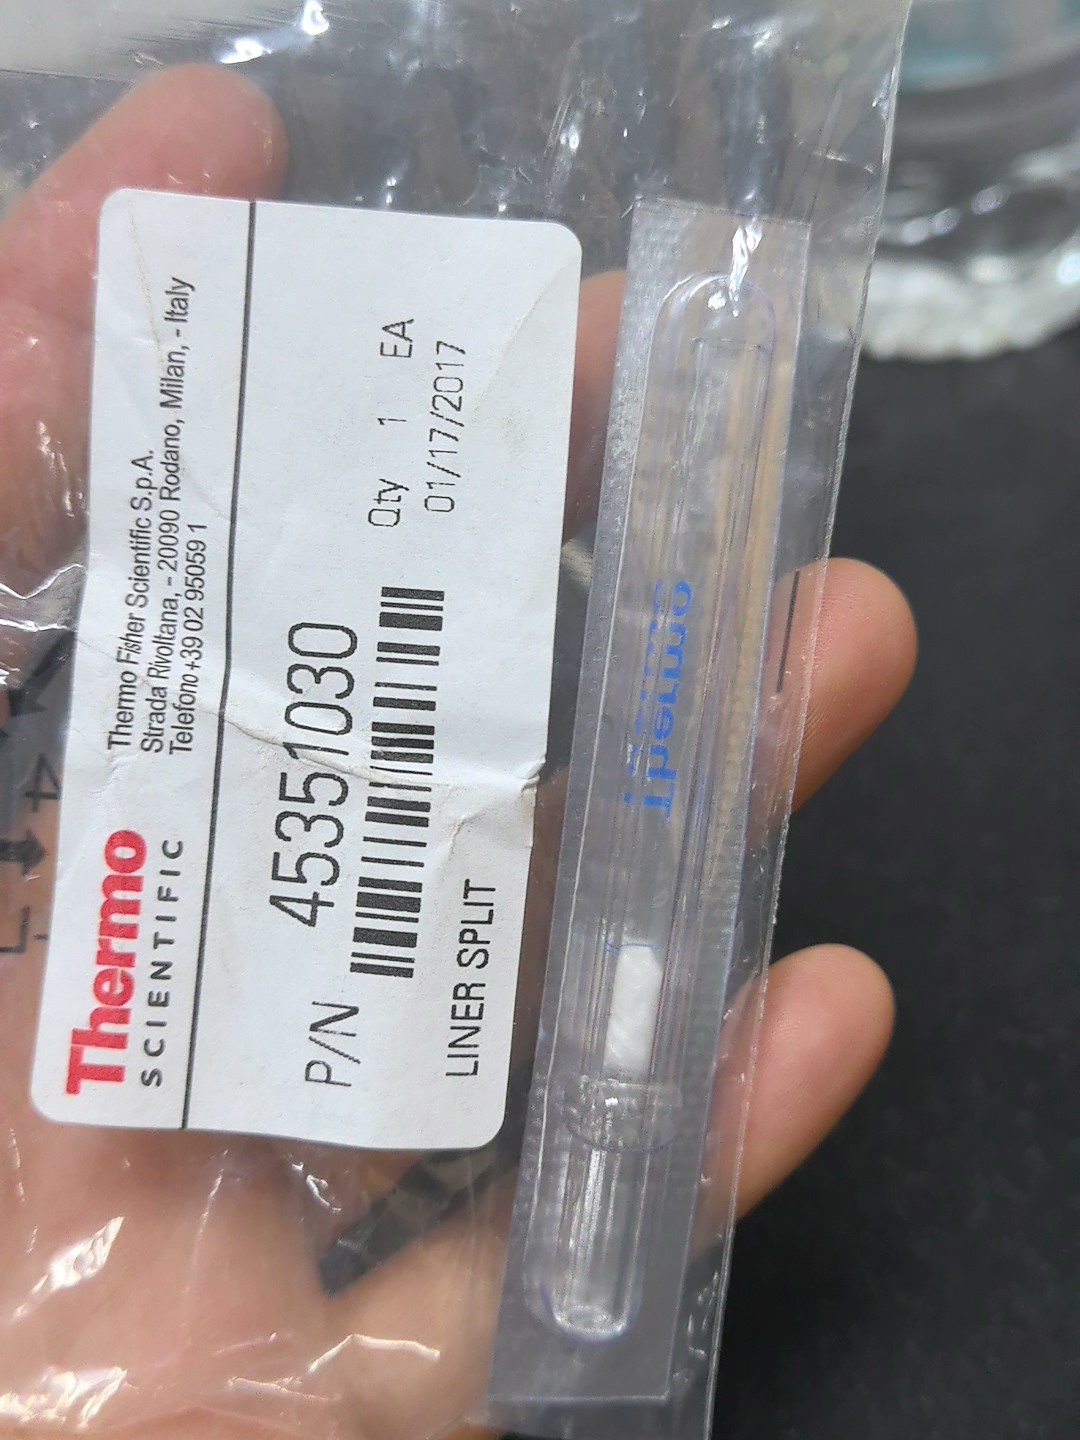 Thermo
SCIENTIFIC
Thermo Fisher Scientific S.p.A.
Strada Rivoltana, - 20090 Rodano, Milan, - Italy
Telefono +39 02 95059 1
P/N 45351030
Qty 1 EA
01/17/2017
LINER SPLIT
Thermo